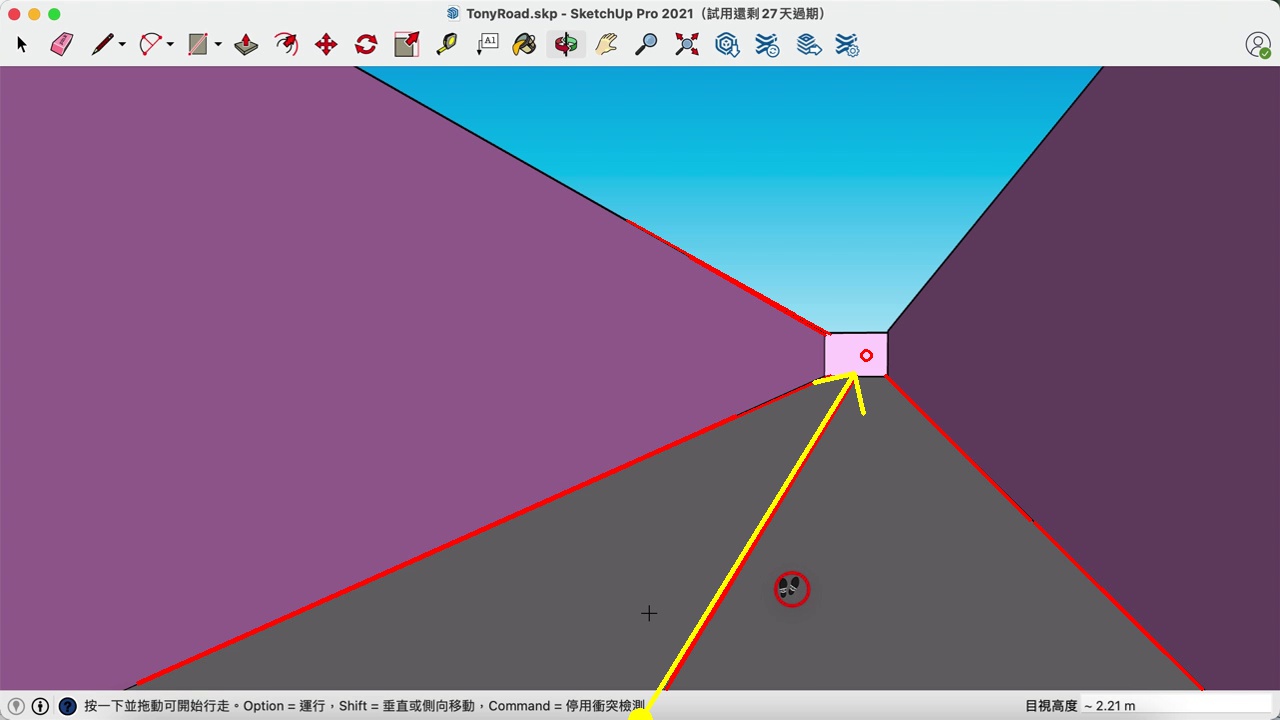 TonyRoad.skp - SketchUp Pro 2021（試用還剩 27 天過期）
A1
按一下並拖動可開始行走。Option = 運行，Shift = 垂直或側向移動，Command = 停用衝突檢測
目視高度 ~ 2.21 m